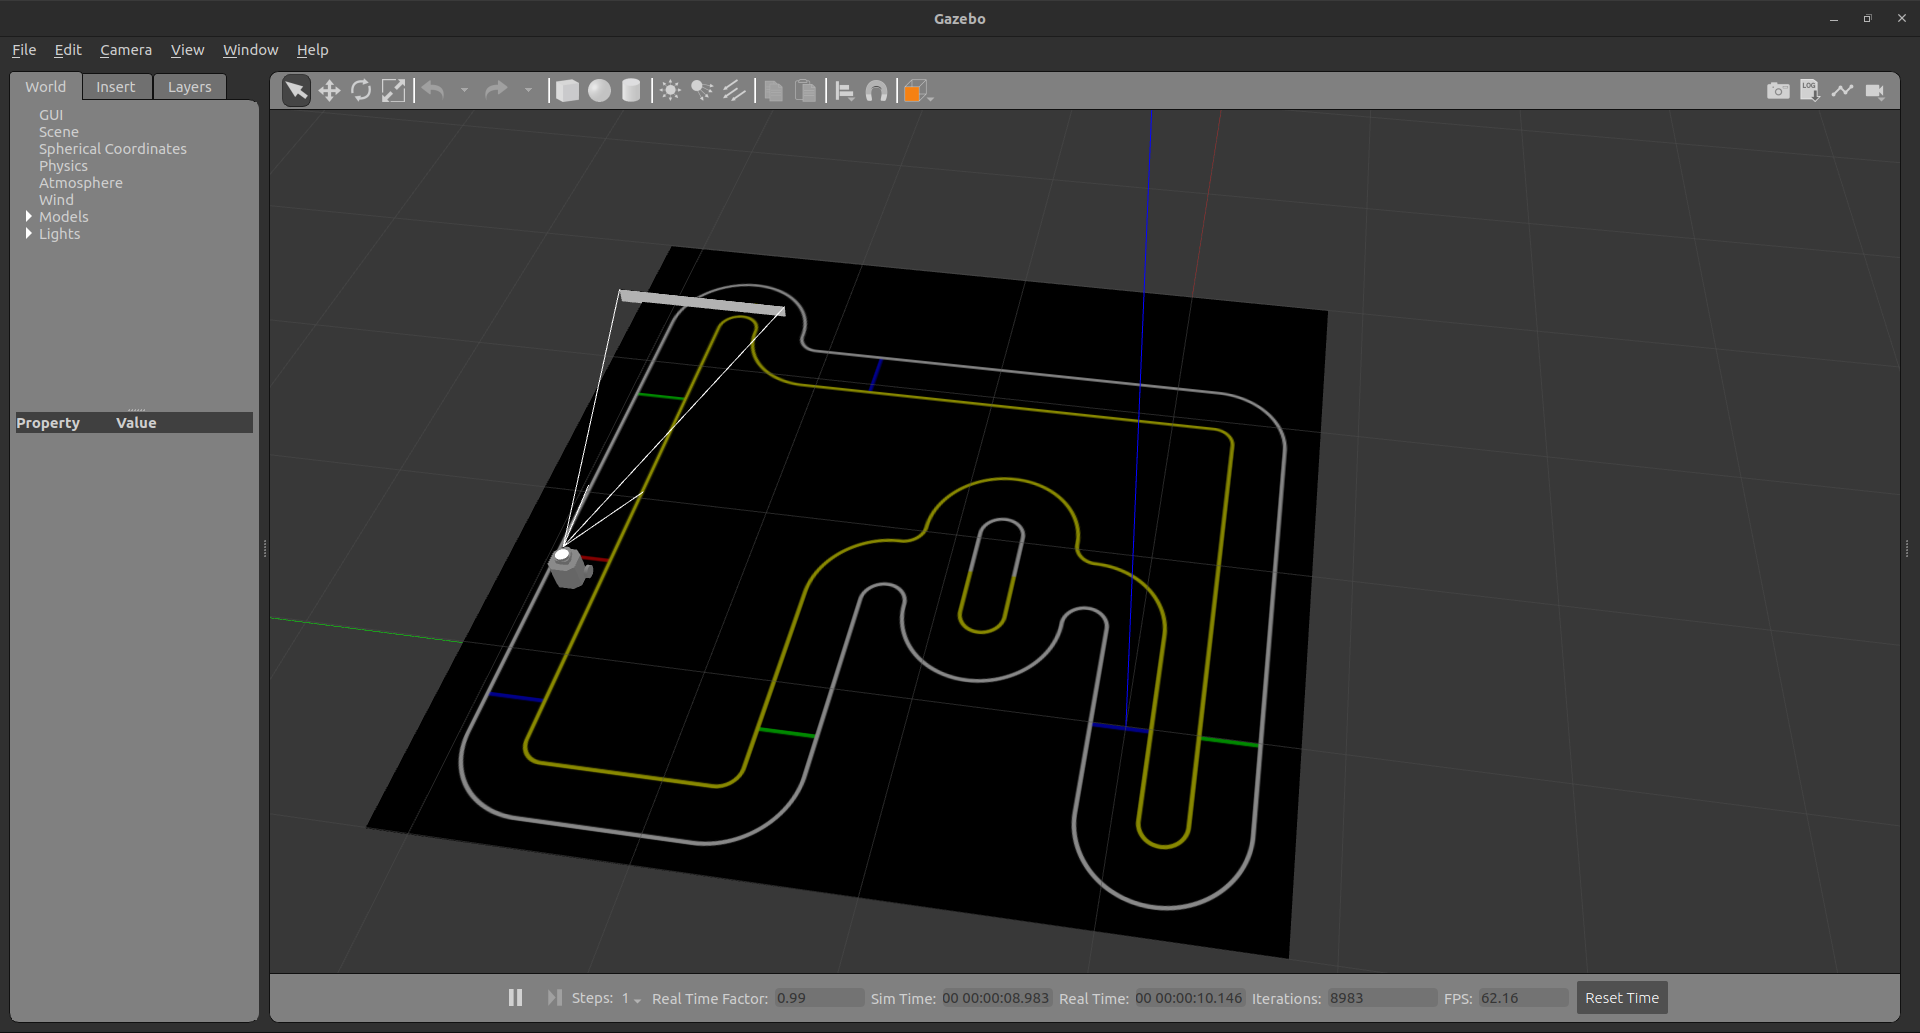 Gazebo
File Edit Camera View Window Help
World Insert Layers
GUI
Scene
Spherical Coordinates
Physics
Atmosphere
Wind
Models
Lights
Property Value
LOG
Steps: 1 Real Time Factor: 0.99 Sim Time: 00 00:00:08.983 Real Time: 00 00:00:10.146 Iterations: 8983 FPS: 62.16 Reset Time